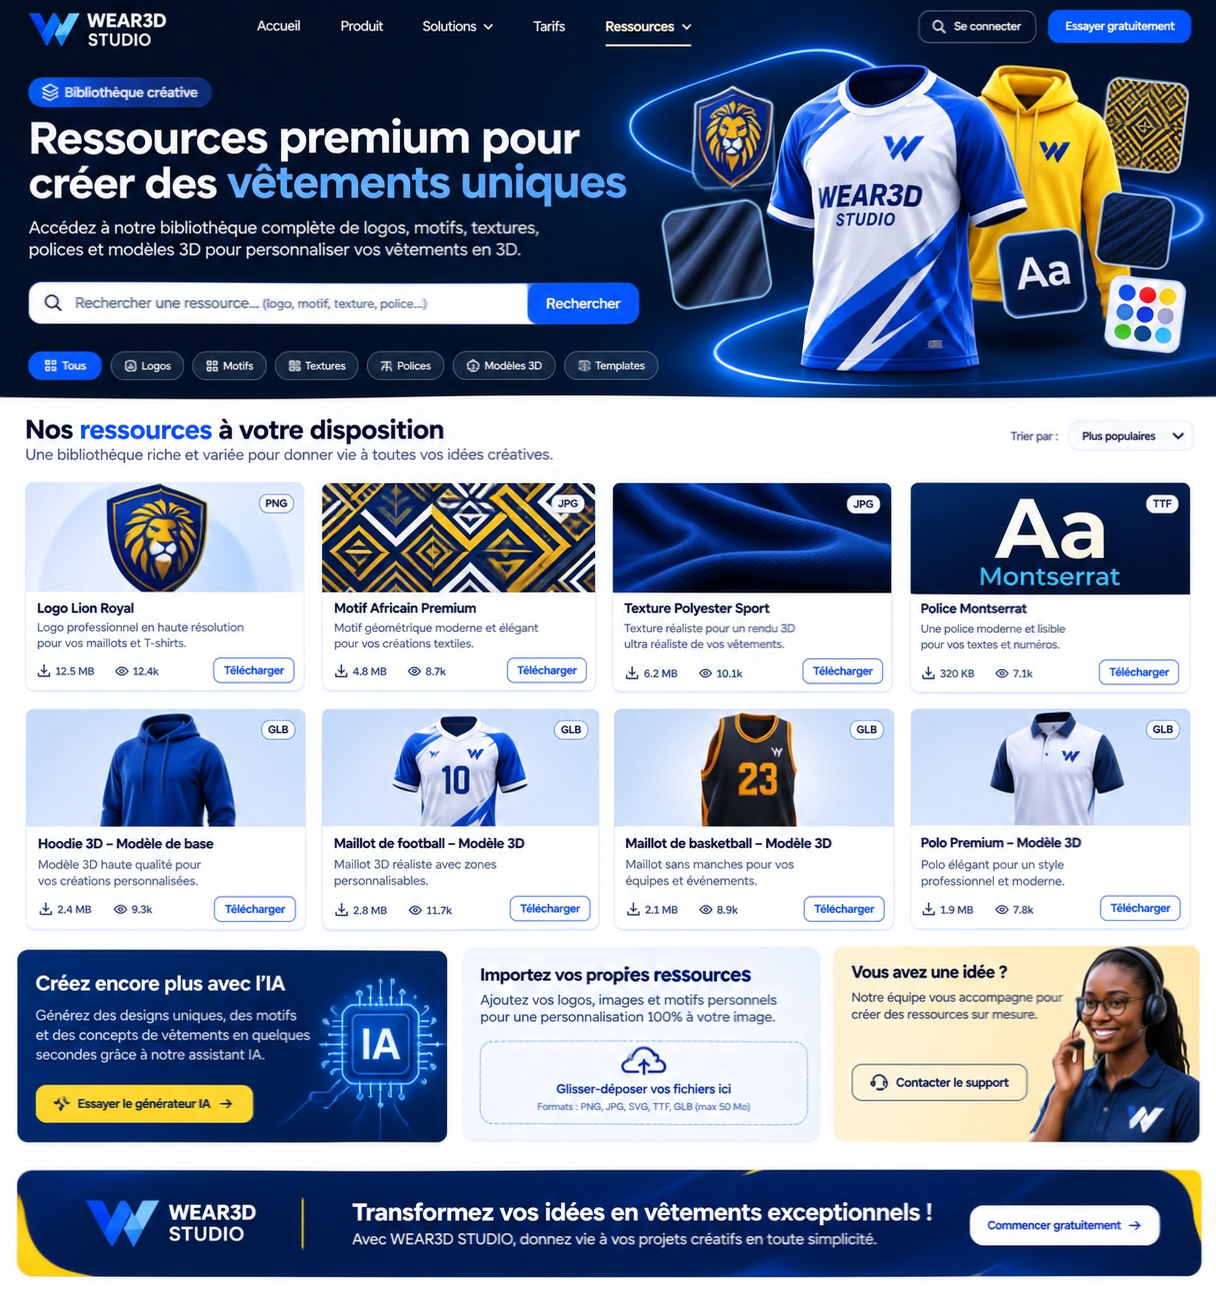 WEAR3D
STUDIO
Accueil
Produit
Solutions
Tarifs
Ressources
Se connecter
Essayer gratuitement
Bibliothèque créative
Ressources premium pour
créer des vêtements uniques
Accédez à notre bibliothèque complète de logos, motifs, textures,
polices et modèles 3D pour personnaliser vos vêtements en 3D.
Rechercher une ressource... (logo, motif, texture, police...)
Rechercher
Tous
Logos
Motifs
Textures
Polices
Modèles 3D
Templates
W
WEAR3D
STUDIO
W
Aa
Nos ressources à votre disposition
Une bibliothèque riche et variée pour donner vie à toutes vos idées créatives.
Trier par :
Plus populaires
PNG
Logo Lion Royal
Logo professionnel en haute résolution
pour vos maillots et T-shirts.
12.5 MB
12.4k
Télécharger
JPG
Motif Africain Premium
Motif géométrique moderne et élégant
pour vos créations textiles.
4.8 MB
8.7k
Télécharger
JPG
Texture Polyester Sport
Texture réaliste pour un rendu 3D
ultra réaliste de vos vêtements.
6.2 MB
10.1k
Télécharger
Aa
Montserrat
TTF
Police Montserrat
Une police moderne et lisible
pour vos textes et numéros.
320 KB
7.1k
Télécharger
GLB
Hoodie 3D – Modèle de base
Modèle 3D haute qualité pour
vos créations personnalisées.
2.4 MB
9.3k
Télécharger
W
W
10
GLB
Maillot de football – Modèle 3D
Maillot 3D réaliste avec zones
personnalisables.
2.8 MB
11.7k
Télécharger
W
23
GLB
Maillot de basketball – Modèle 3D
Maillot sans manches pour vos
équipes et événements.
2.1 MB
8.9k
Télécharger
W
GLB
Polo Premium – Modèle 3D
Polo élégant pour un style
professionnel et moderne.
1.9 MB
7.8k
Télécharger
Créez encore plus avec l'IA
Générez des designs uniques, des motifs
et des concepts de vêtements en quelques
secondes grâce à notre assistant IA.
Essayer le générateur IA →
IA
Importez vos propres ressources
Ajoutez vos logos, images et motifs personnels
pour une personnalisation 100% à votre image.
Glisser-déposer vos fichiers ici
Formats : PNG, JPG, SVG, TTF, GLB (max 50 Mo)
Vous avez une idée ?
Notre équipe vous accompagne pour
créer des ressources sur mesure.
Contacter le support
W
WEAR3D
STUDIO
Transformez vos idées en vêtements exceptionnels !
Avec WEAR3D STUDIO, donnez vie à vos projets créatifs en toute simplicité.
Commencer gratuitement →